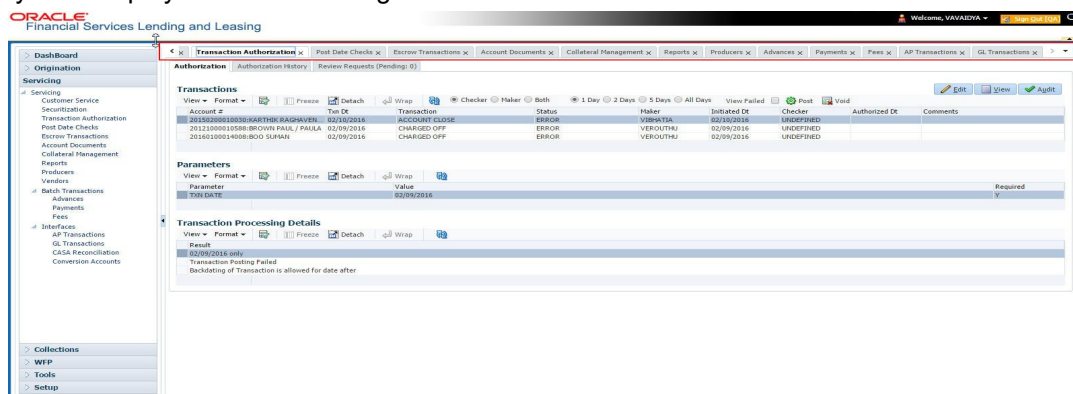 ORACLE
Financial Services Lending and Leasing
Welcome, VAVAIDYA
Sign Out [QA]
DashBoard
Origination
Servicing
Servicing
Customer Service
Securitization
Transaction Authorization
Post Date Checks
Escrow Transactions
Account Documents
Collateral Management
Reports
Producers
Vendors
Batch Transactions
Advances
Payments
Fees
Interfaces
AP Transactions
GL Transactions
CASA Reconciliation
Conversion Accounts
Collections
WFP
Tools
Setup
Transaction Authorization x Post Date Checks x Escrow Transactions x Account Documents x Collateral Management x Reports x Producers x Advances x Payments x Fees x AP Transactions x GL Transactions x
Authorization Authorization History Review Requests (Pending: 0)
Transactions
Edit View Audit
View Format Freeze Detach Wrap Checker Maker Both 1 Day 2 Days 5 Days All Days View Failed Post Void
Account # Txn Dt Transaction Status Maker Initiated Dt Checker Authorized Dt Comments
20150200010030:KARTHIK RAGHAVEN... 02/10/2016 ACCOUNT CLOSE ERROR VIBHATIA 02/10/2016 UNDEFINED
20121000010588:BROWN PAUL / PAULA 02/09/2016 CHARGED OFF ERROR VEROUTHU 02/09/2016 UNDEFINED
20160100014008:BOO SUMAN 02/09/2016 CHARGED OFF ERROR VEROUTHU 02/09/2016 UNDEFINED
Parameters
View Format Freeze Detach Wrap
Parameter Value Required
TXN DATE 02/09/2016 Y
Transaction Processing Details
View Format Freeze Detach Wrap
Result
02/09/2016 only
Transaction Posting Failed
Backdating of Transaction is allowed for date after